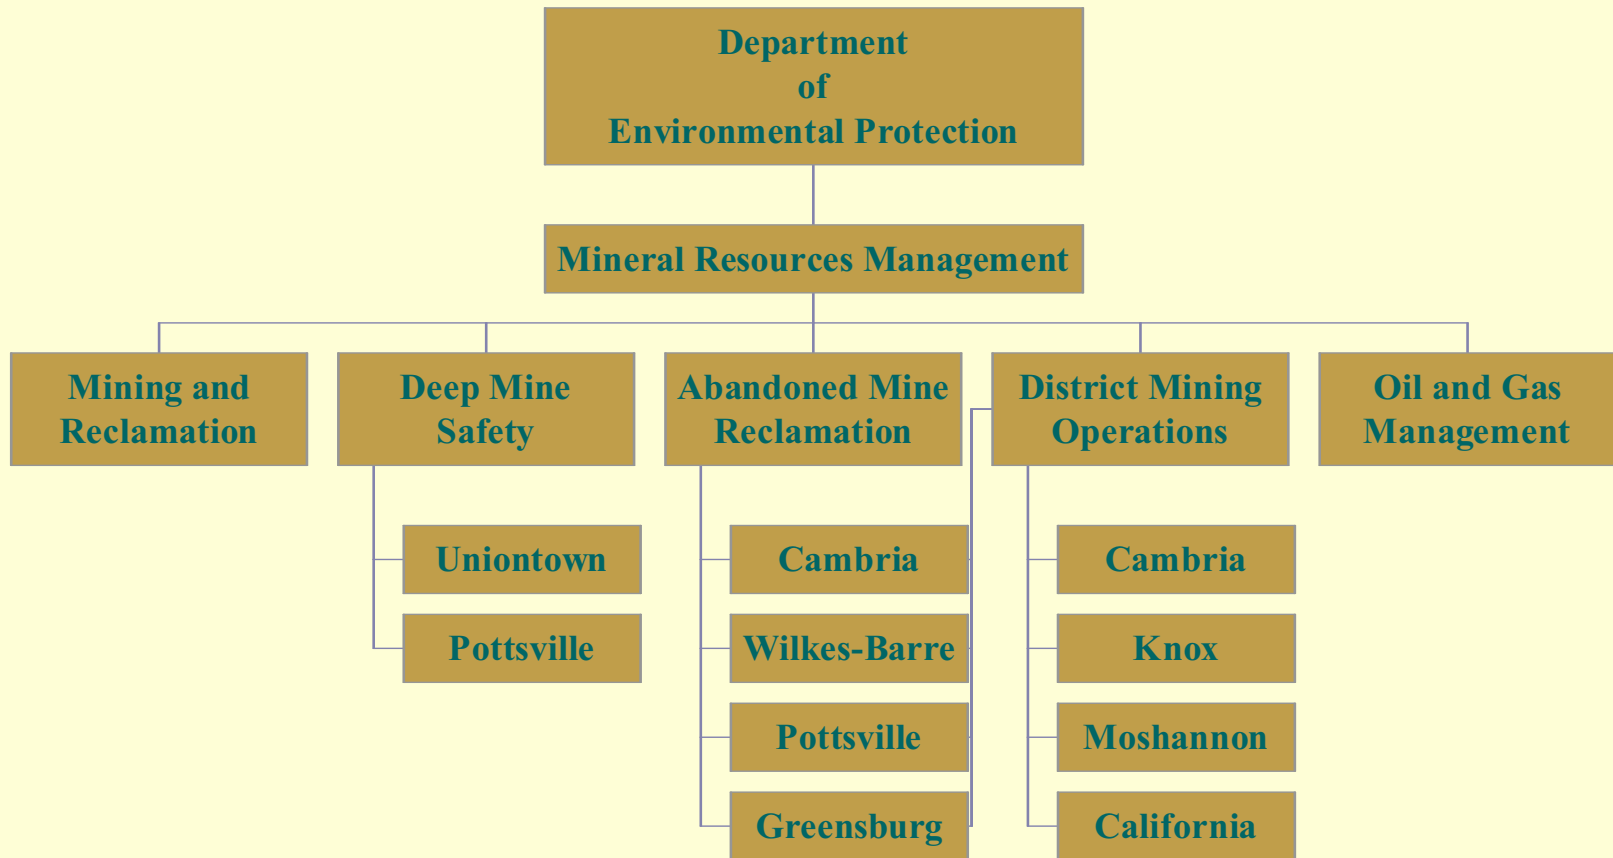 Department
of
Environmental Protection
Mineral Resources Management
Mining and
Reclamation
Deep Mine
Safety
Abandoned Mine
Reclamation
District Mining
Operations
Oil and Gas
Management
Uniontown
Pottsville
Cambria
Wilkes-Barre
Pottsville
Greensburg
Cambria
Knox
Moshannon
California